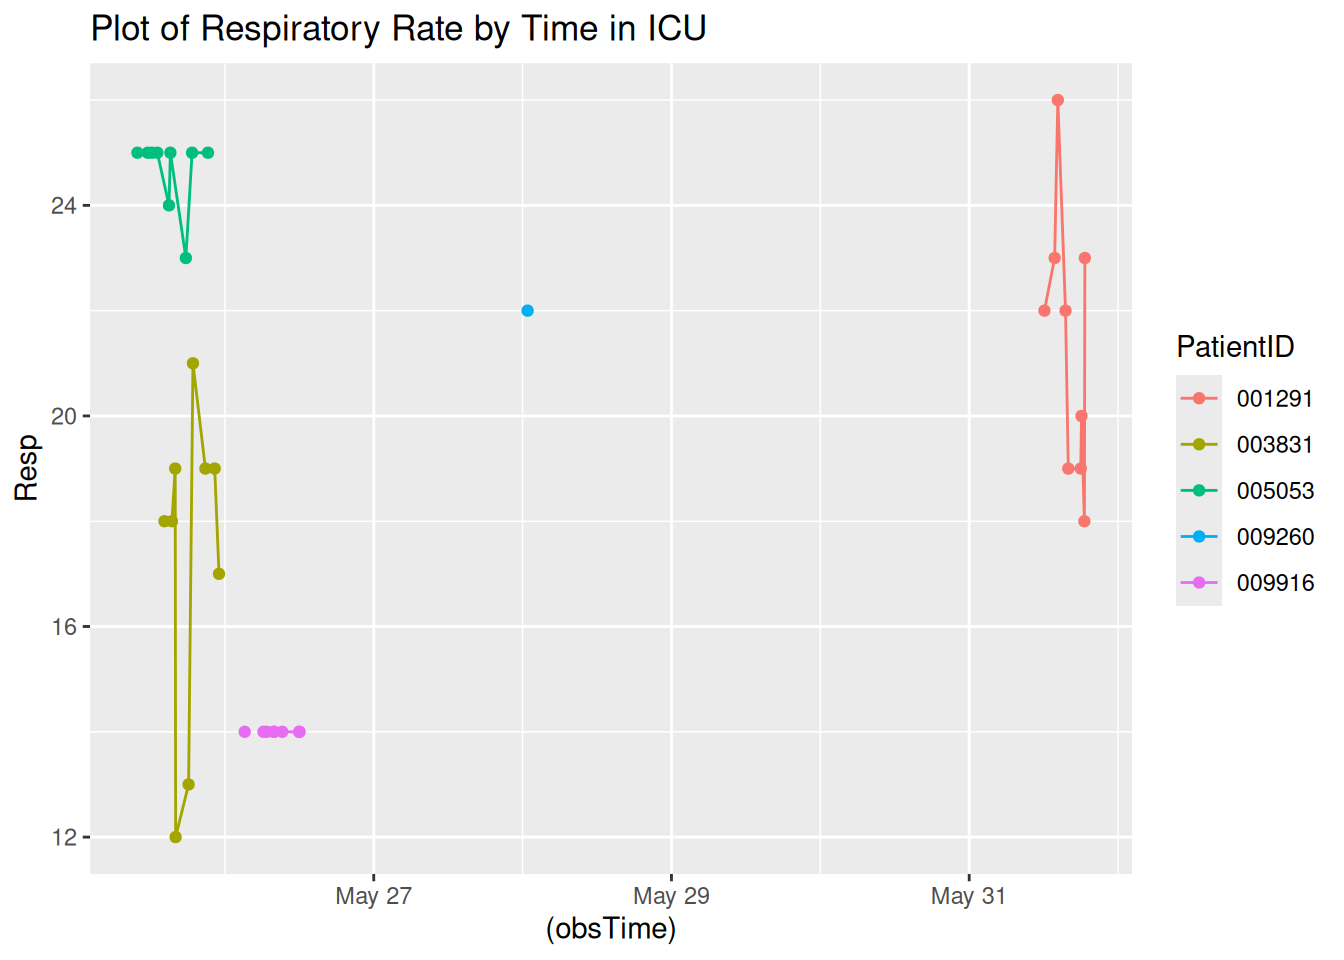 Plot of Respiratory Rate by Time in ICU
Resp
24
20
16
12
May 27
May 29
May 31
(obsTime)
PatientID
001291
003831
005053
009260
009916